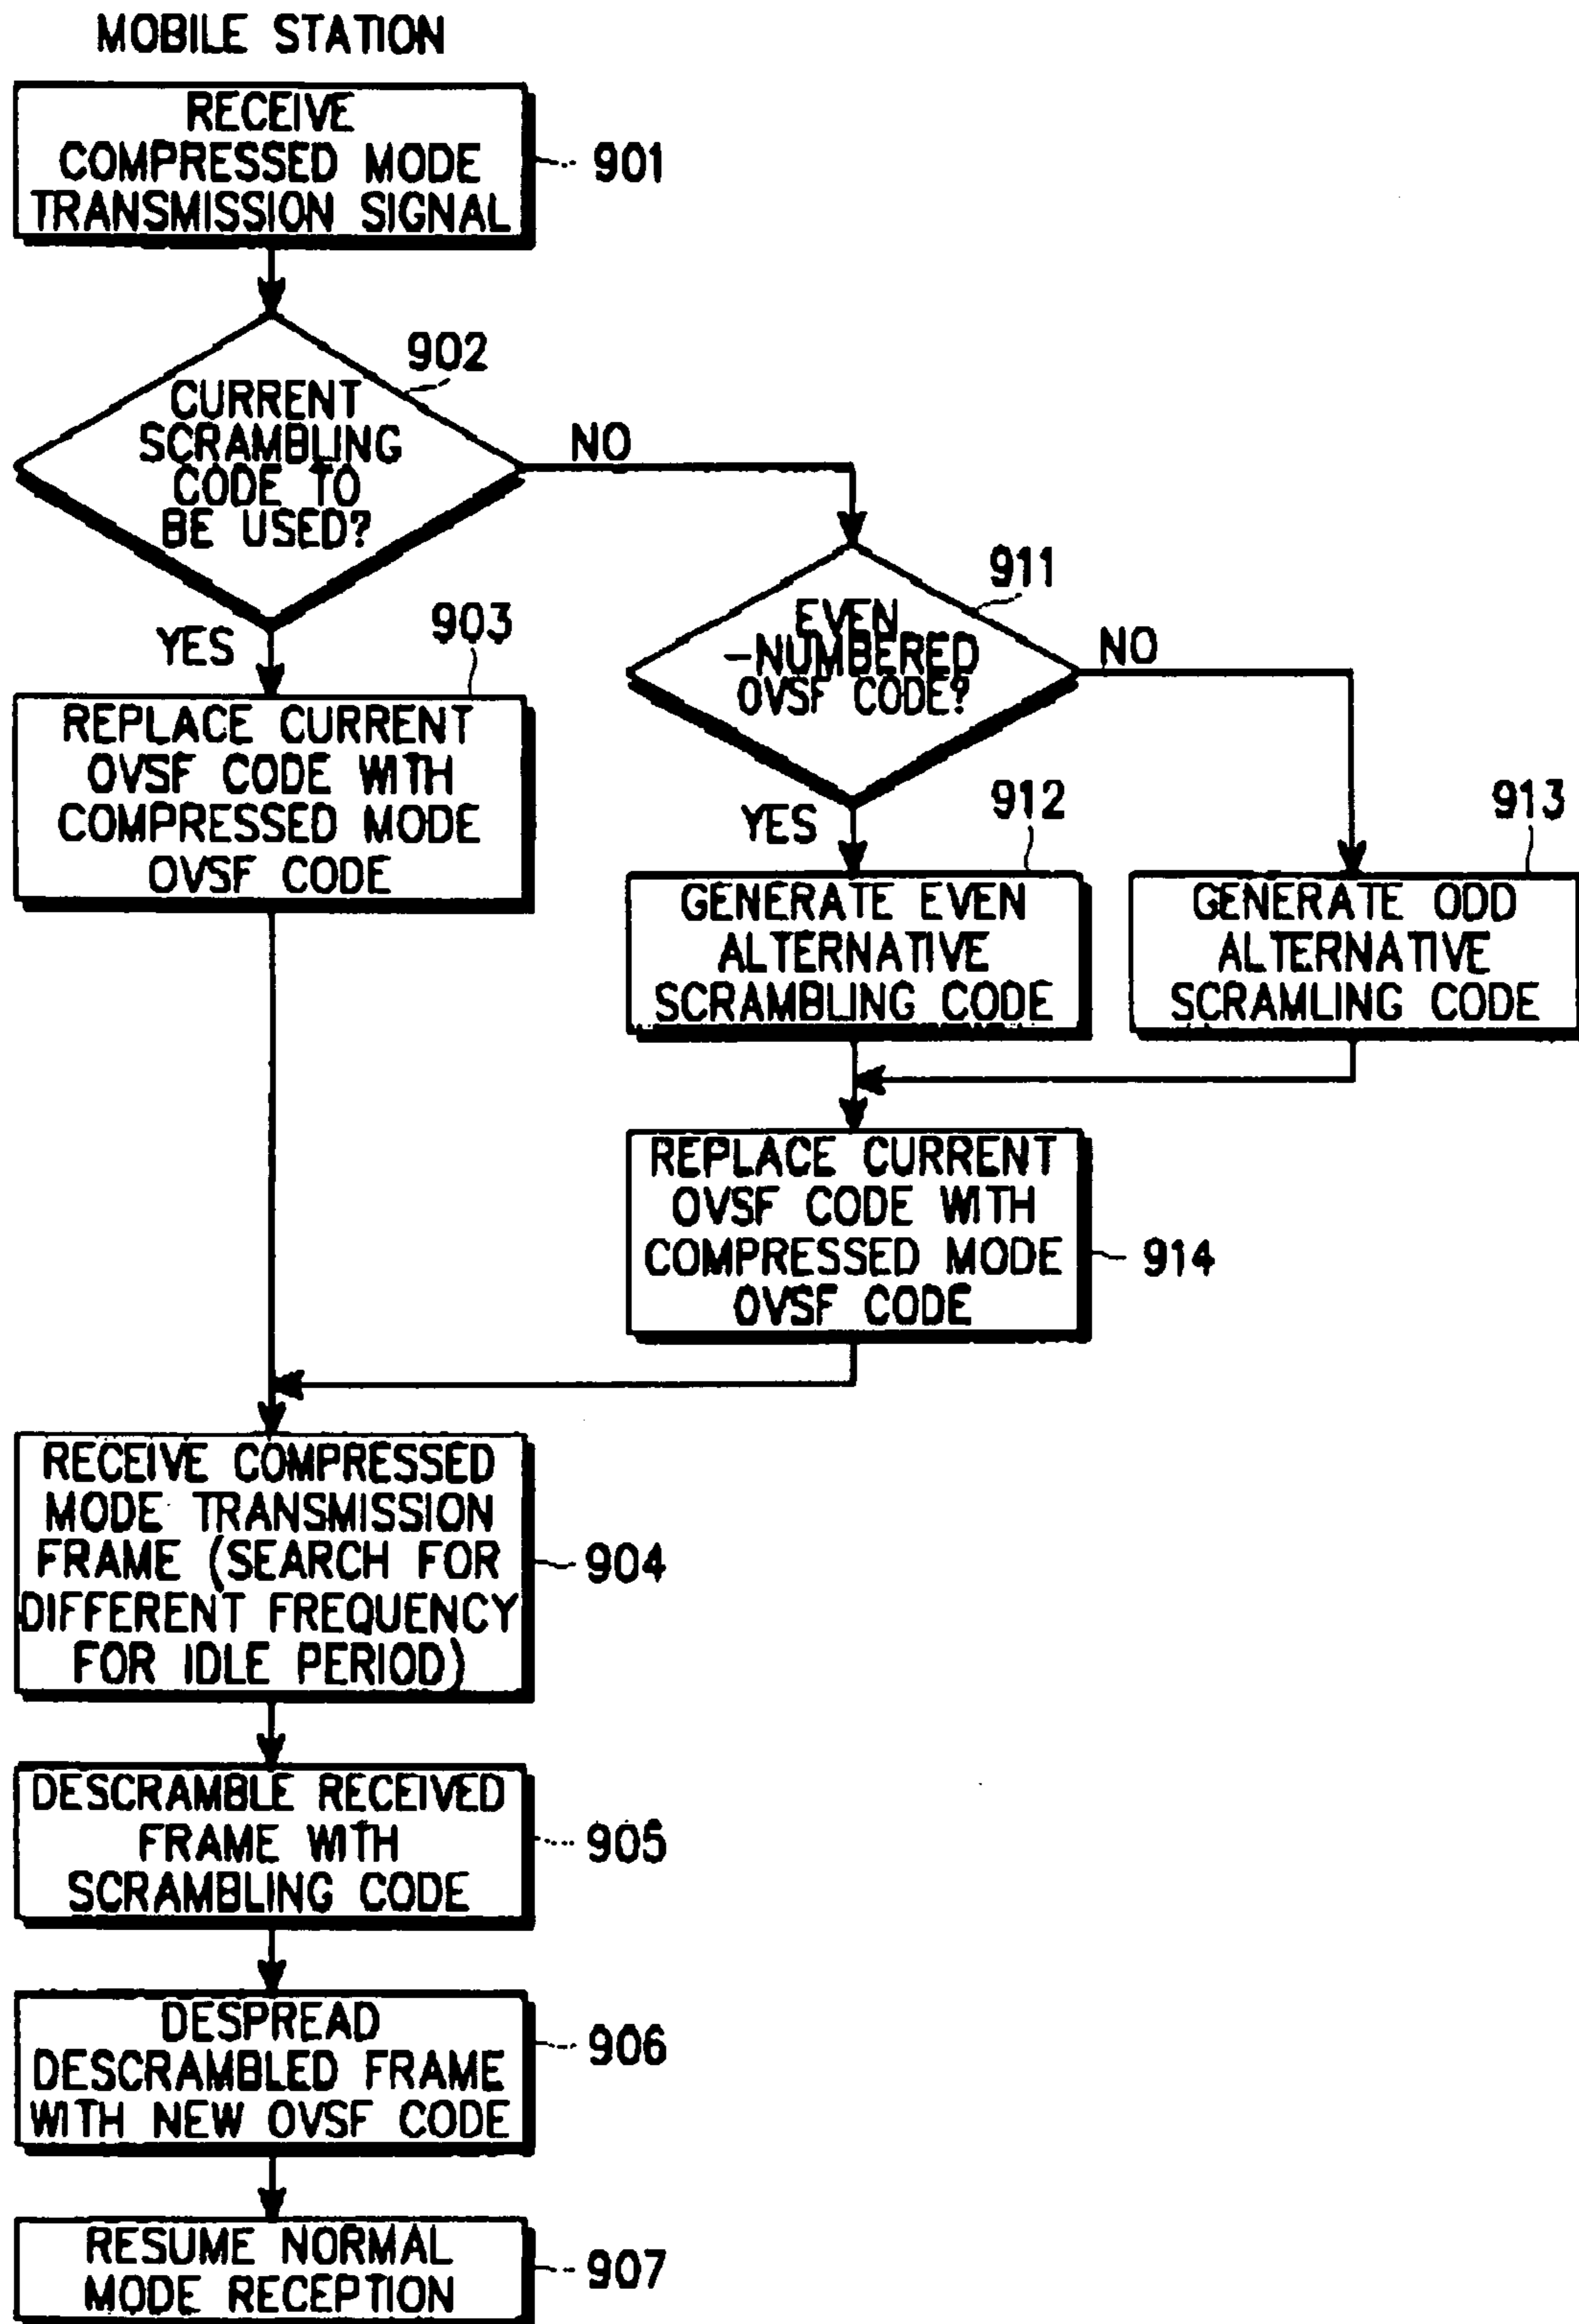 MOBILE STATION
RECEIVE
COMPRESSED MODE
TRANSMISSION SIGNAL
901
902
CURRENT
SCRAMBLING
CODE TO
BE USED?
NO
YES
903
REPLACE CURRENT
OVSF CODE WITH
COMPRESSED MODE
OVSF CODE
911
EVEN
-NUMBERED
OVSF CODE?
NO
YES
912
GENERATE EVEN
ALTERNATIVE
SCRAMBLING CODE
913
GENERATE ODD
ALTERNATIVE
SCRAMLING CODE
REPLACE CURRENT
OVSF CODE WITH
COMPRESSED MODE
OVSF CODE
914
RECEIVE COMPRESSED
MODE TRANSMISSION
FRAME (SEARCH FOR
DIFFERENT FREQUENCY
FOR IDLE PERIOD)
904
DESCRAMBLE RECEIVED
FRAME WITH
SCRAMBLING CODE
905
DESPREAD
DESCRAMBLED FRAME
WITH NEW OVSF CODE
906
RESUME NORMAL
MODE RECEPTION
907